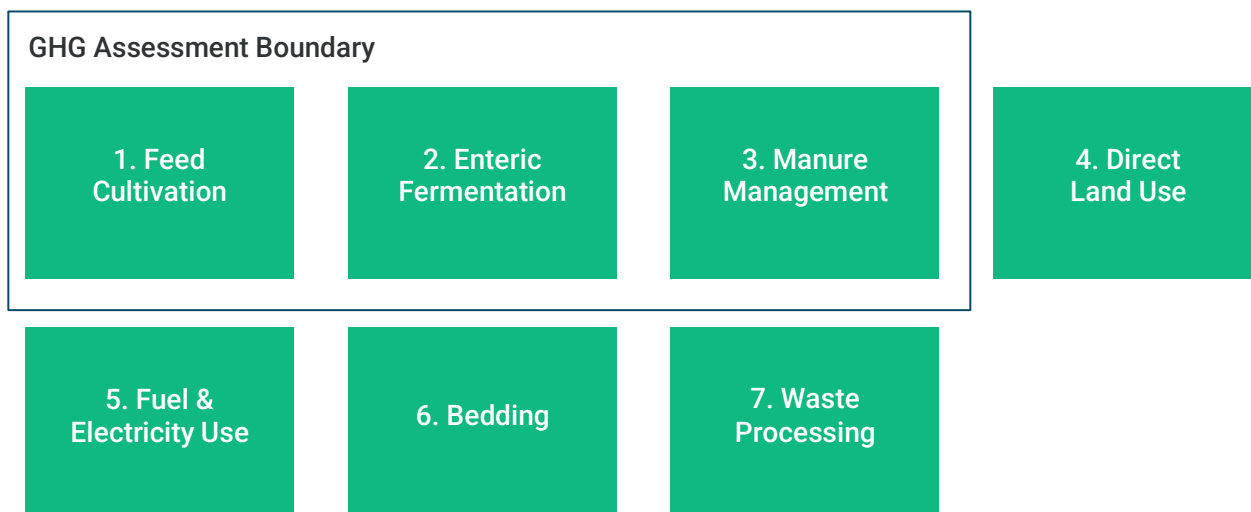 GHG Assessment Boundary
1. Feed
Cultivation
2. Enteric
Fermentation
3. Manure
Management
4. Direct
Land Use
5. Fuel &
Electricity Use
6. Bedding
7. Waste
Processing